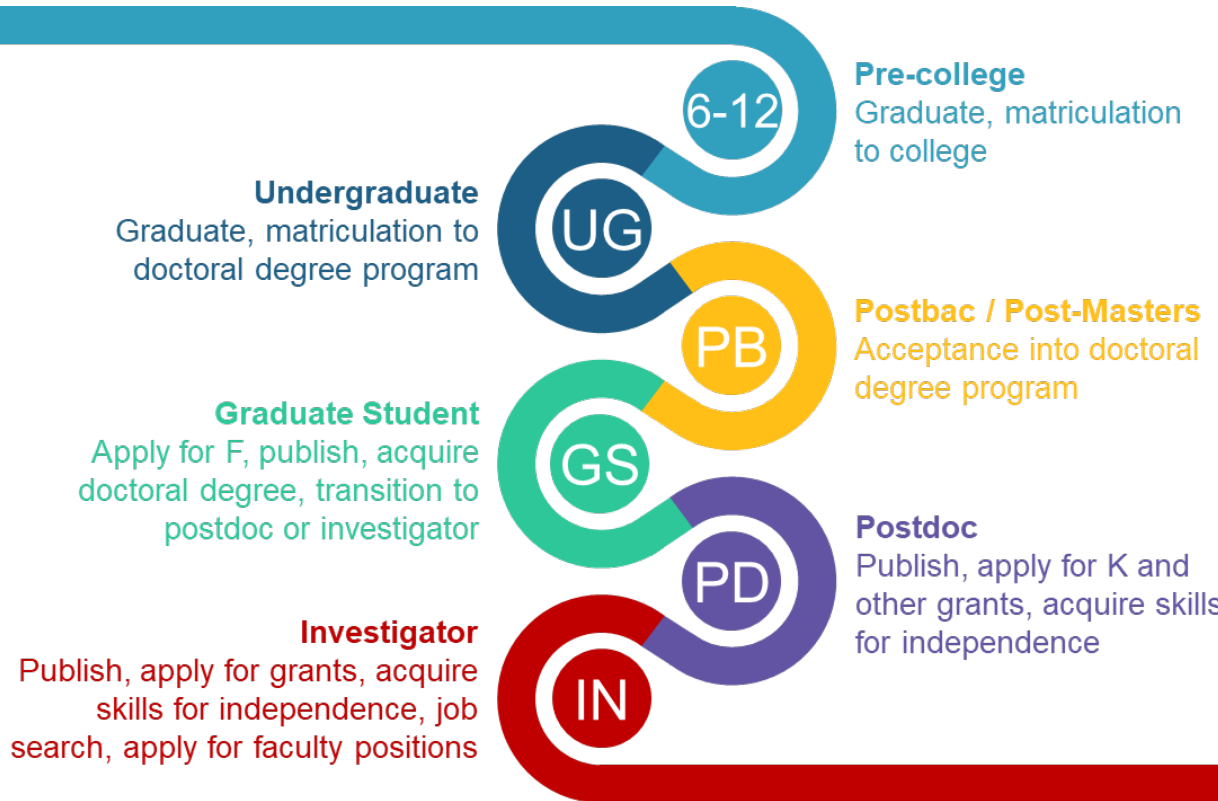 6-12
Pre-college
Graduate, matriculation
to college
Undergraduate
Graduate, matriculation to
doctoral degree program
UG
Postbac / Post-Masters
Acceptance into doctoral
degree program
PB
Graduate Student
Apply for F, publish, acquire
doctoral degree, transition to
postdoc or investigator
GS
Postdoc
Publish, apply for K and
other grants, acquire skills
for independence
PD
Investigator
Publish, apply for grants, acquire
skills for independence, job
search, apply for faculty positions
IN